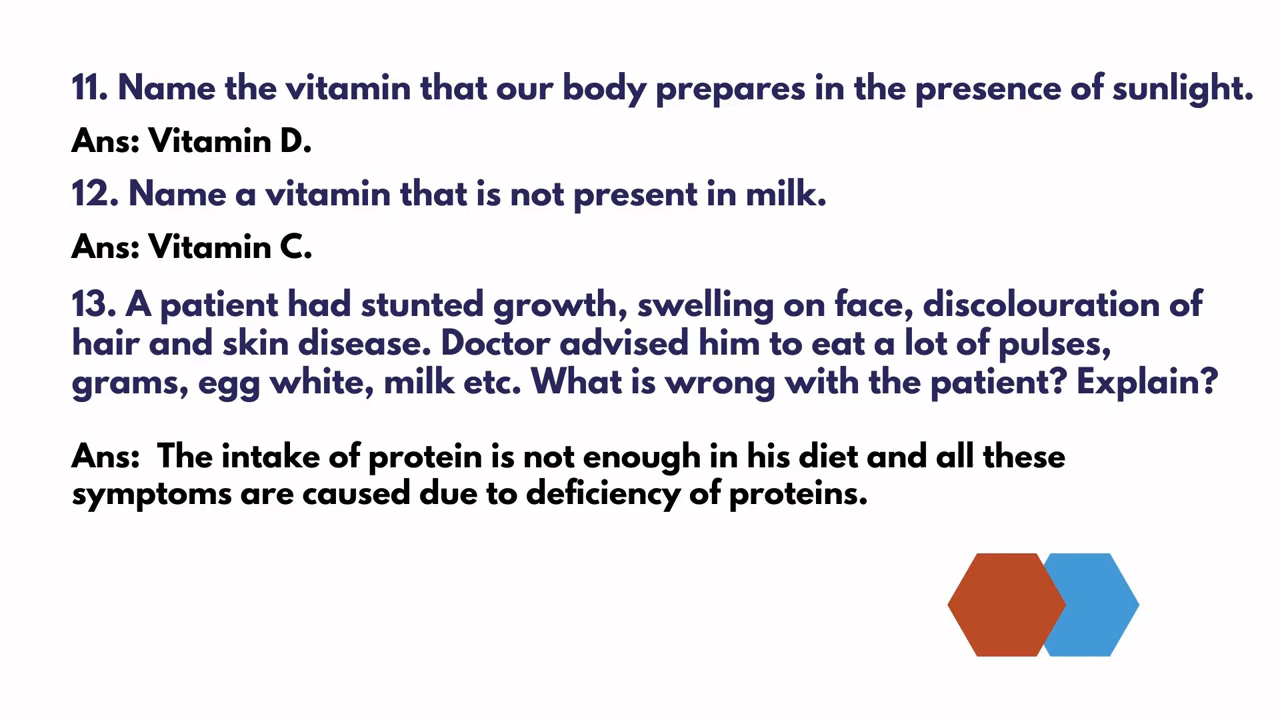 11. Name the vitamin that our body prepares in the presence of sunlight.
Ans: Vitamin D.
12. Name a vitamin that is not present in milk.
Ans: Vitamin C.
13. A patient had stunted growth, swelling on face, discolouration of
hair and skin disease. Doctor advised him to eat a lot of pulses,
grams, egg white, milk etc. What is wrong with the patient? Explain?
Ans: The intake of protein is not enough in his diet and all these
symptoms are caused due to deficiency of proteins.